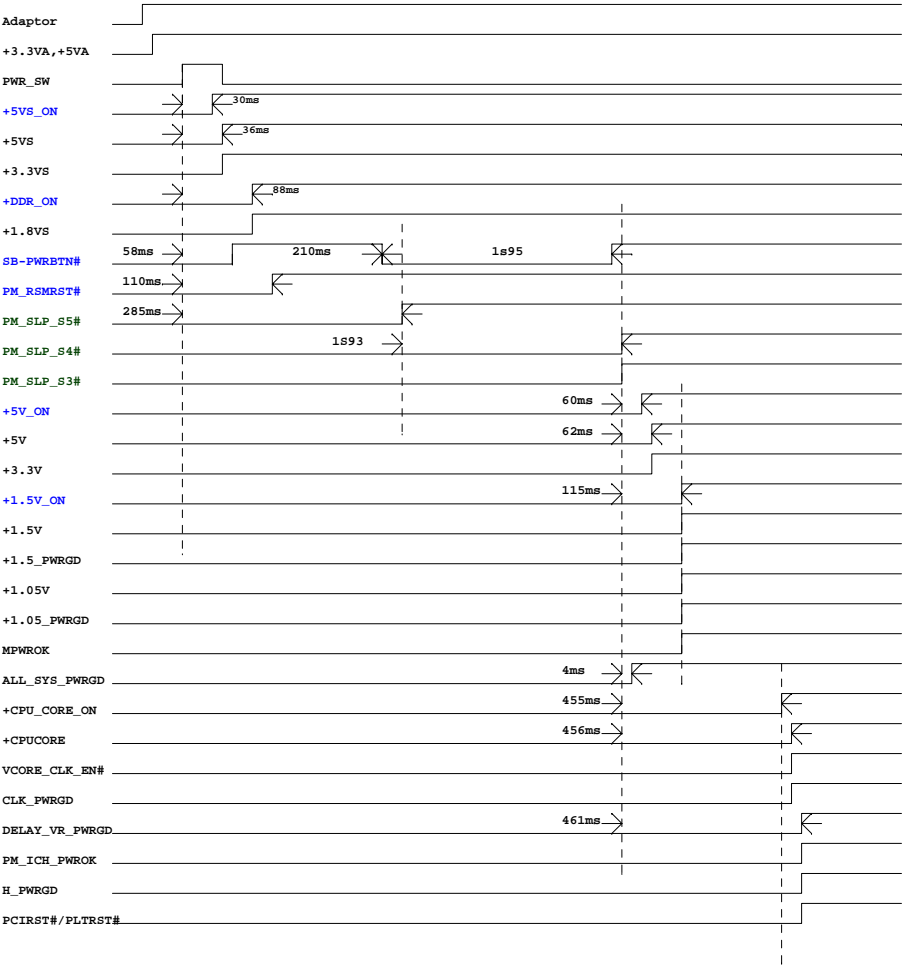 Adaptor
+3.3VA,+5VA
PWR_SW
+5VS_ON 30ms
+5VS 36ms
+3.3VS
+DDR_ON 88ms
+1.8VS
SB-PWRBTN# 58ms 210ms 1s95
PM_RSMRST# 110ms
PM_SLP_S5# 285ms
PM_SLP_S4# 1S93
PM_SLP_S3#
+5V_ON 60ms
+5V 62ms
+3.3V
+1.5V_ON 115ms
+1.5V
+1.5_PWRGD
+1.05V
+1.05_PWRGD
MPWROK
ALL_SYS_PWRGD 4ms
+CPU_CORE_ON 455ms
+CPUCORE 456ms
VCORE_CLK_EN#
CLK_PWRGD
DELAY_VR_PWRGD 461ms
PM_ICH_PWROK
H_PWRGD
PCIRST#/PLTRST#